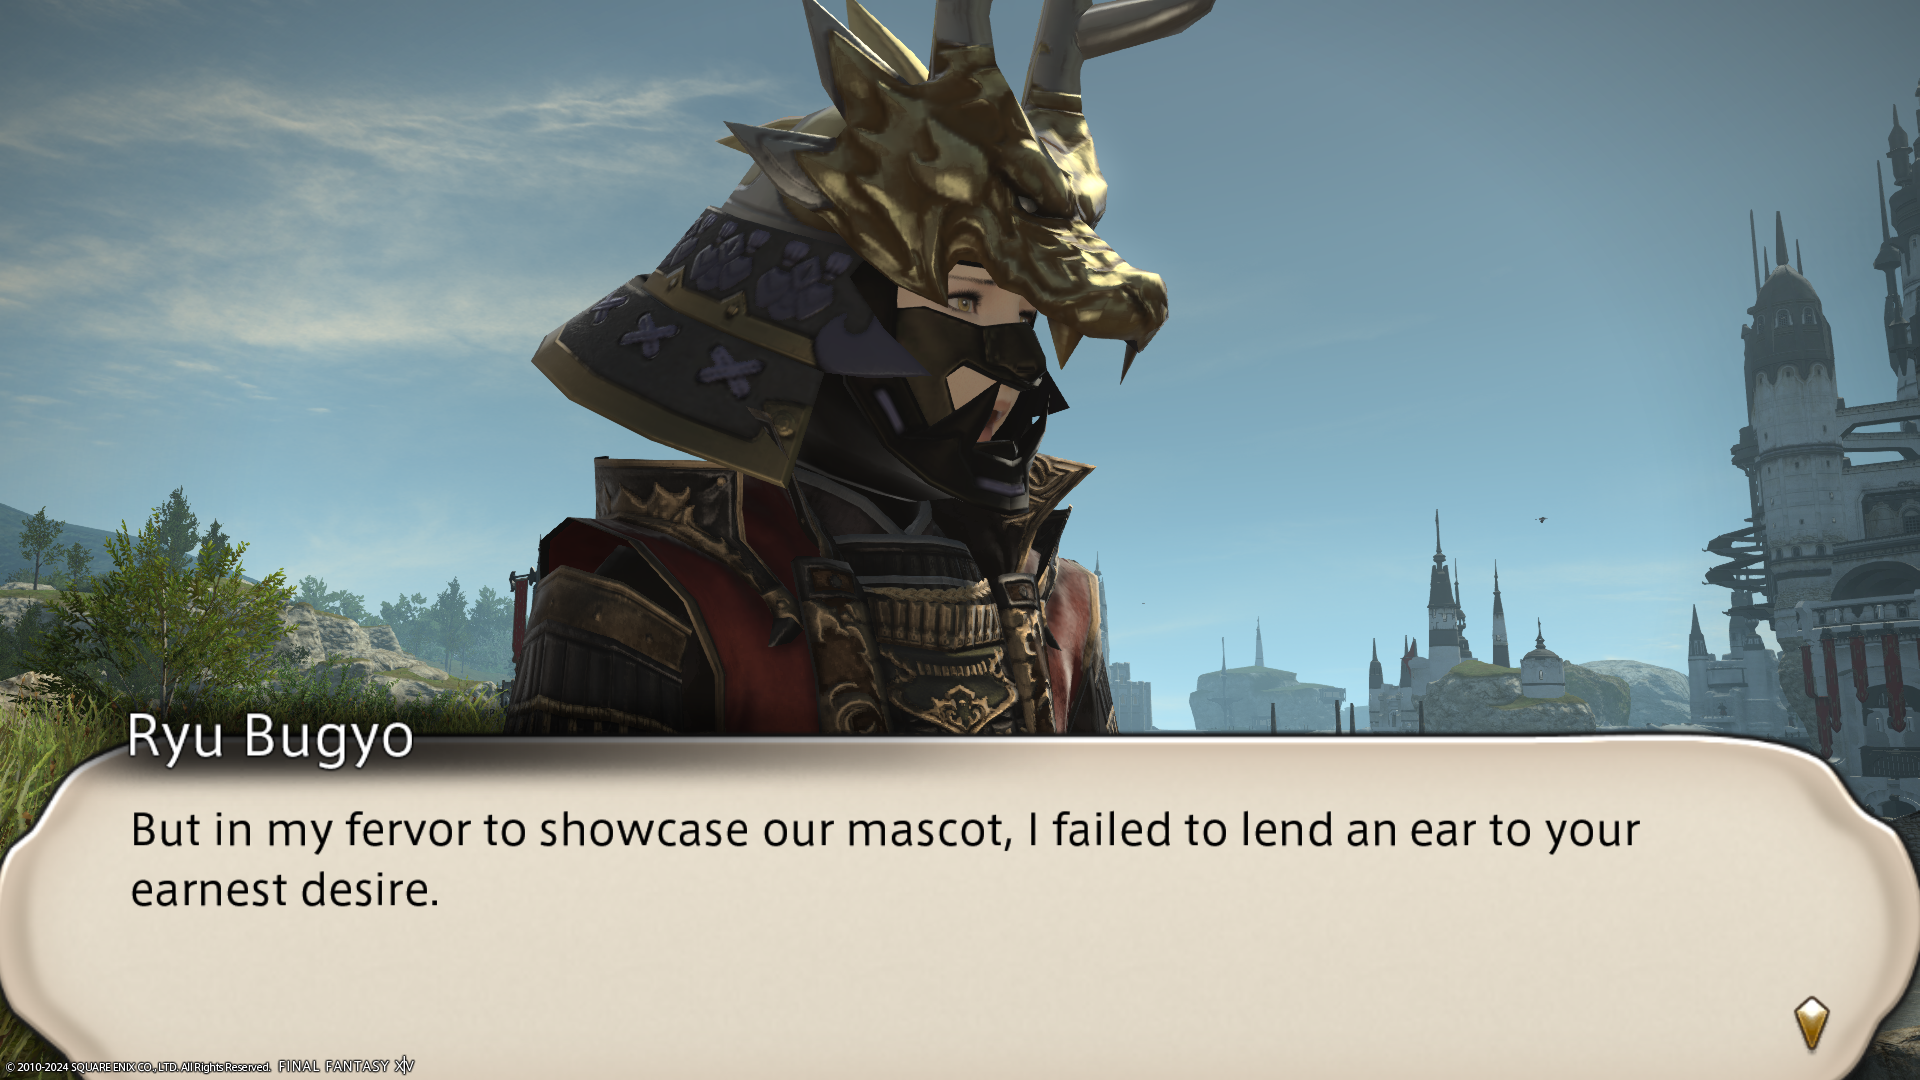 Ryu Bugyo
But in my fervor to showcase our mascot, I failed to lend an ear to your
earnest desire.
© 2010-2024 SQUARE ENIX CO., LTD. All Rights Reserved. FINAL FANTASY XIV